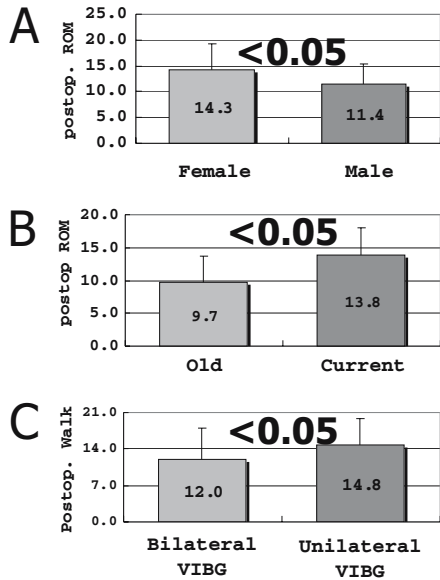 A
postop. ROM
25.0
20.0
15.0
10.0
5.0
0.0
<0.05
14.3
11.4
Female Male
B
postop ROM
20.0
15.0
10.0
5.0
0.0
<0.05
9.7
13.8
Old Current
C
Postop. Walk
21.0
14.0
7.0
0.0
<0.05
12.0
14.8
Bilateral Unilateral
VIBG VIBG